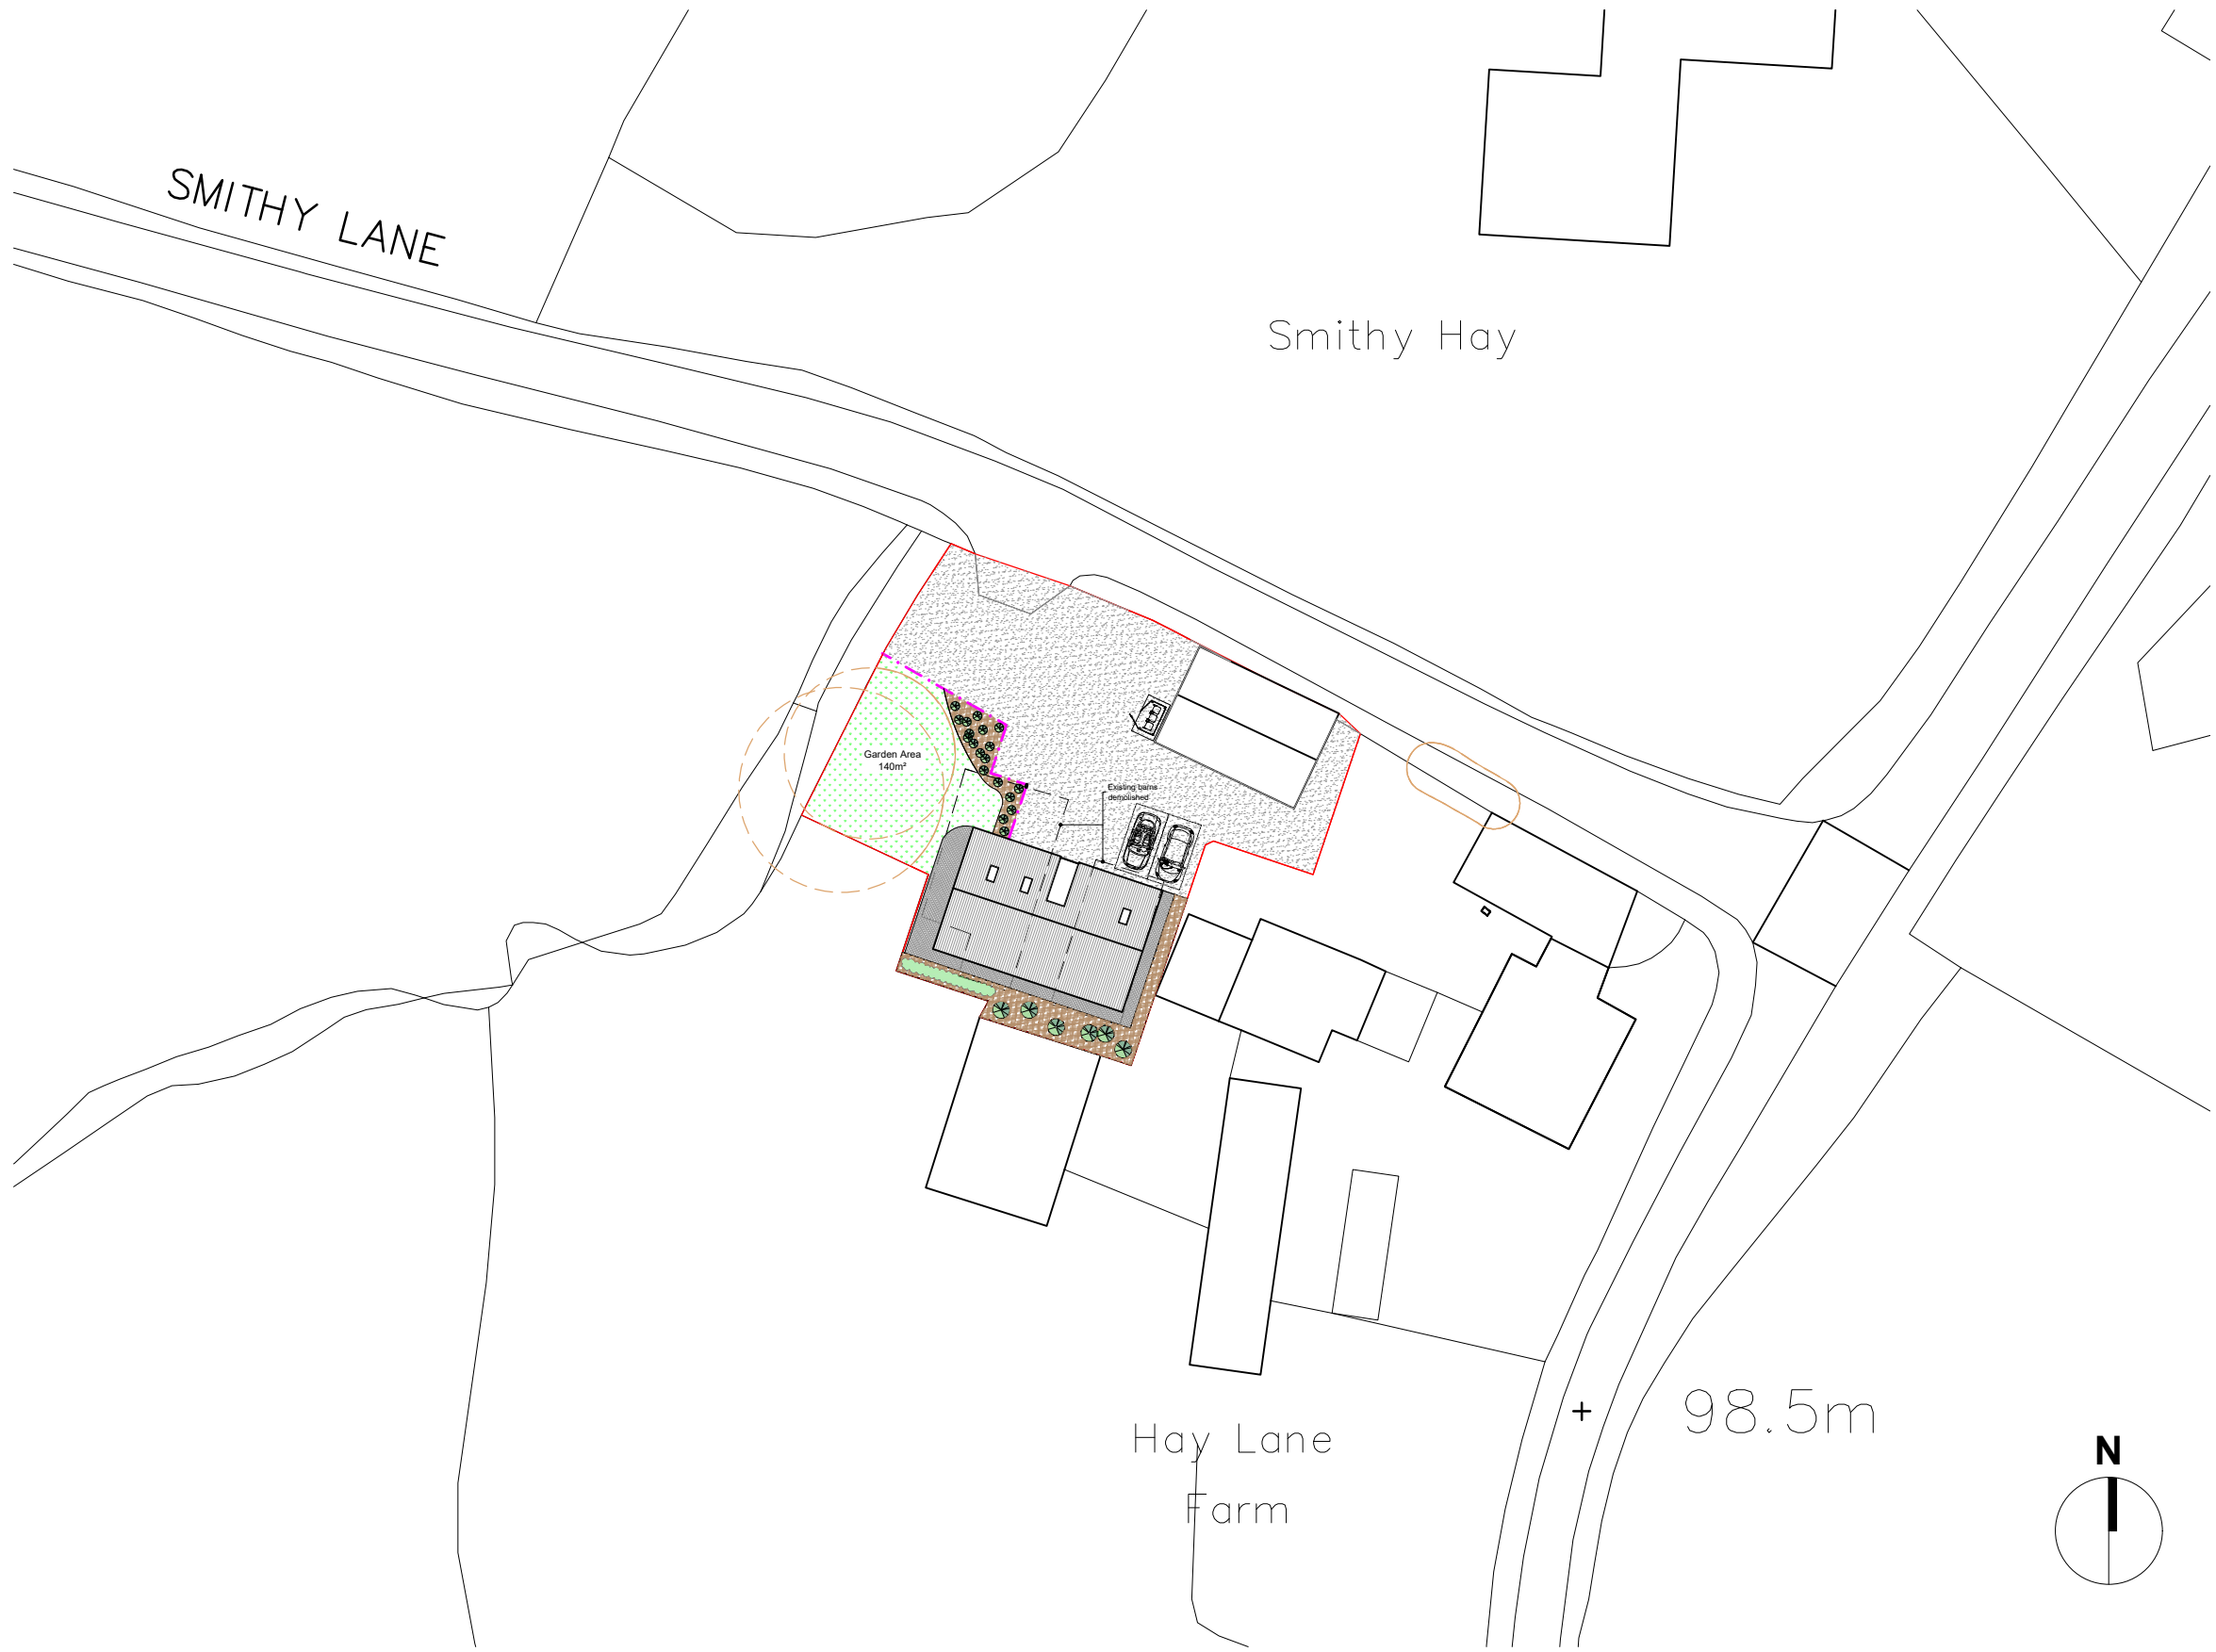 SMITHY LANE
Smithy Hay
Garden Area
140m²
Existing barns
demolished
98.5m
Hay Lane
Farm
N